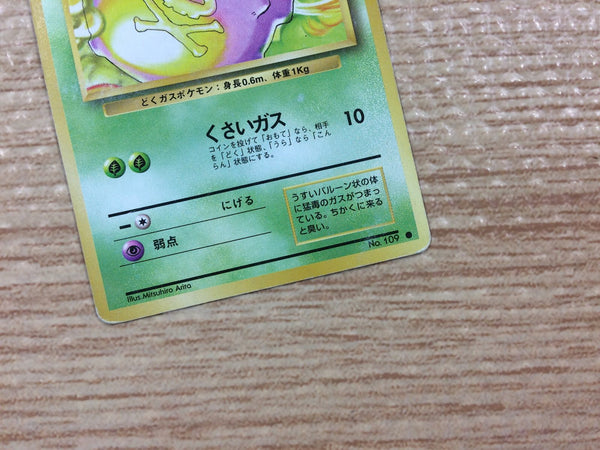 どくガスポケモン：身長0.6m、体重1Kg
くさいガス 10
コインを投げて「おもて」なら、相手
を「どく」状態、「うら」なら「こん
らん」状態にする。
にげる
弱点
うすいバルーン状の体
に猛毒のガスがつまっ
ている。ちかくに来ると
と臭い。
Illus. Mitsuhiro Arita
No. 109